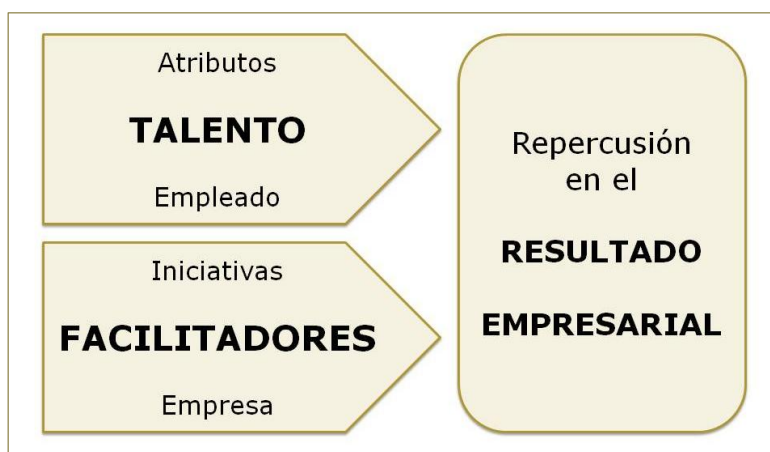 Atributos
TALENTO
Empleado
Iniciativas
FACILITADORES
Empresa
Repercusión
en el
RESULTADO
EMPRESARIAL